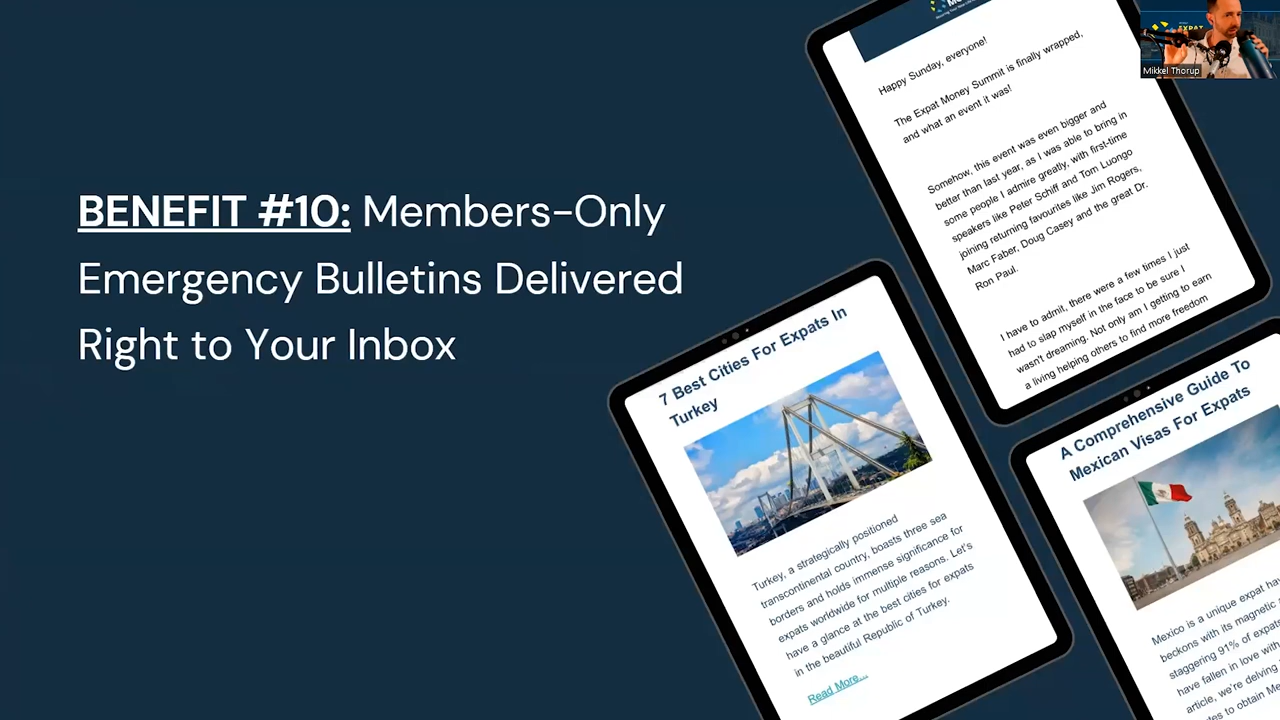 BENEFIT #10: Members-Only
Emergency Bulletins Delivered
Right to Your Inbox
Happy Sunday, everyone!
The Expat Money Summit is finally wrapped,
and what an event it was!
Somehow, this event was even bigger and
better than last year, as I was able to bring in
some people I admire greatly, with first-time
speakers like Peter Schiff and Tom Luongo
joining returning favourites like Jim Rogers,
Marc Faber, Doug Casey and the great Dr.
Ron Paul.
I have to admit, there were a few times I just
had to slap myself in the face to be sure I
wasn't dreaming. Not only am I getting to earn
a living helping others to find more freedom
7 Best Cities For Expats In
Turkey
Turkey, a strategically positioned
transcontinental country, boasts three sea
borders and holds immense significance for
expats worldwide for multiple reasons. Let's
have a glance at the best cities for expats
in the beautiful Republic of Turkey.
Read More...
A Comprehensive Guide To
Mexican Visas For Expats
Mexico is a unique expat
beckons with its magnetic
staggering 91% of expats
have fallen in love with
article, we're delving
to obtain
EXPAT
Mikkel Thorup